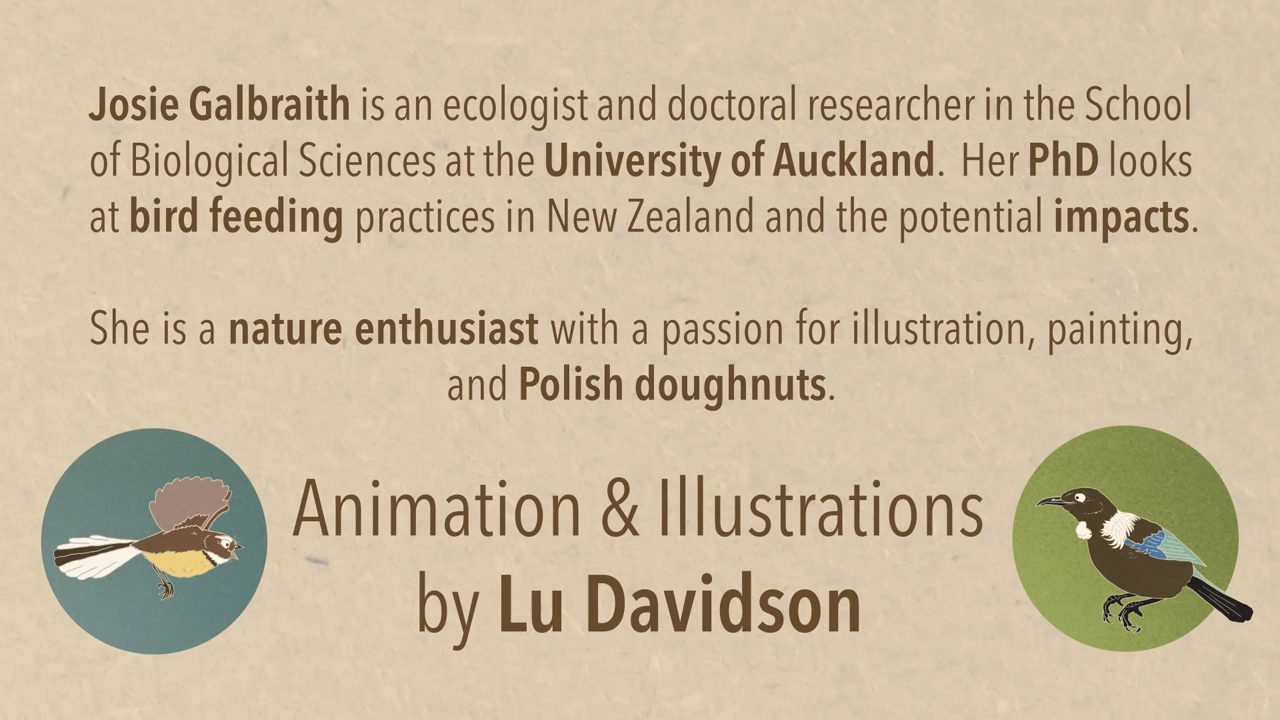 Josie Galbraith is an ecologist and doctoral researcher in the School
of Biological Sciences at the University of Auckland. Her PhD looks
at bird feeding practices in New Zealand and the potential impacts.
She is a nature enthusiast with a passion for illustration, painting,
and Polish doughnuts.
Animation & Illustrations
by Lu Davidson